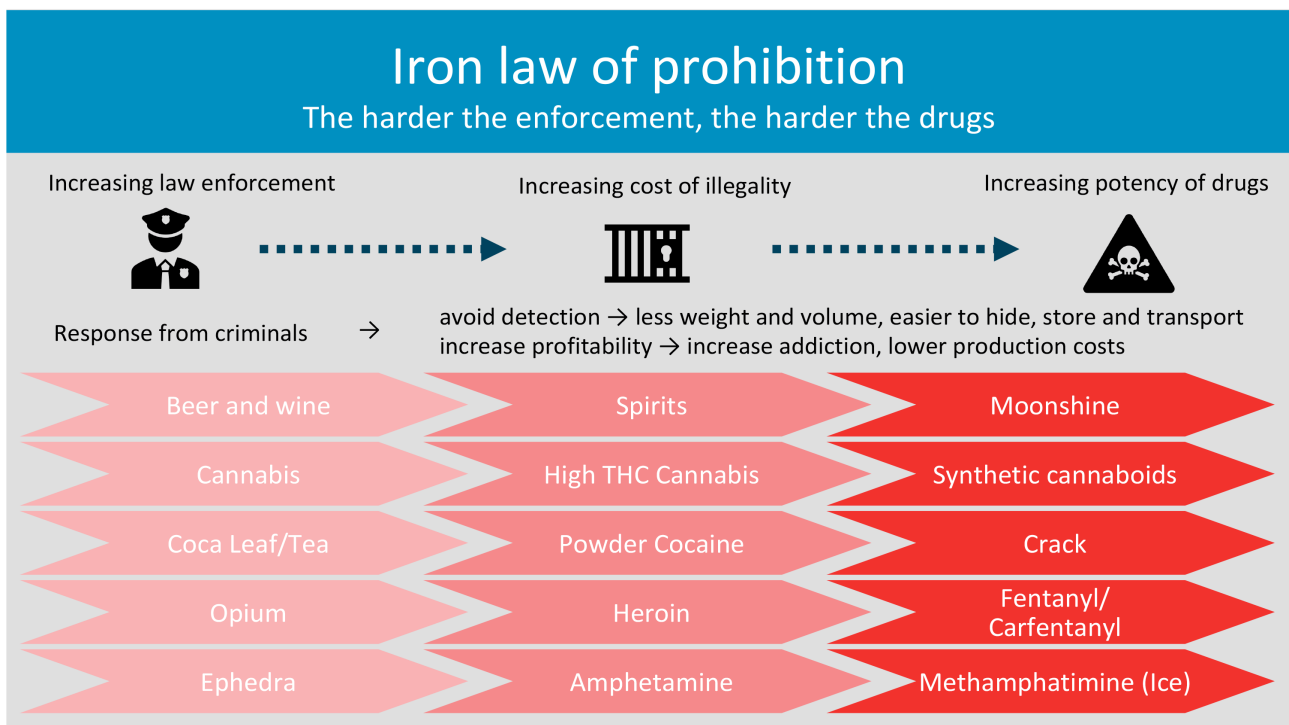 Iron law of prohibition
The harder the enforcement, the harder the drugs
Increasing law enforcement
Increasing cost of illegality
Increasing potency of drugs
Response from criminals →
avoid detection → less weight and volume, easier to hide, store and transport
increase profitability → increase addiction, lower production costs
Beer and wine
Spirits
Moonshine
Cannabis
High THC Cannabis
Synthetic cannaboids
Coca Leaf/Tea
Powder Cocaine
Crack
Opium
Heroin
Fentanyl/
Carfentanyl
Ephedra
Amphetamine
Methamphatimine (Ice)